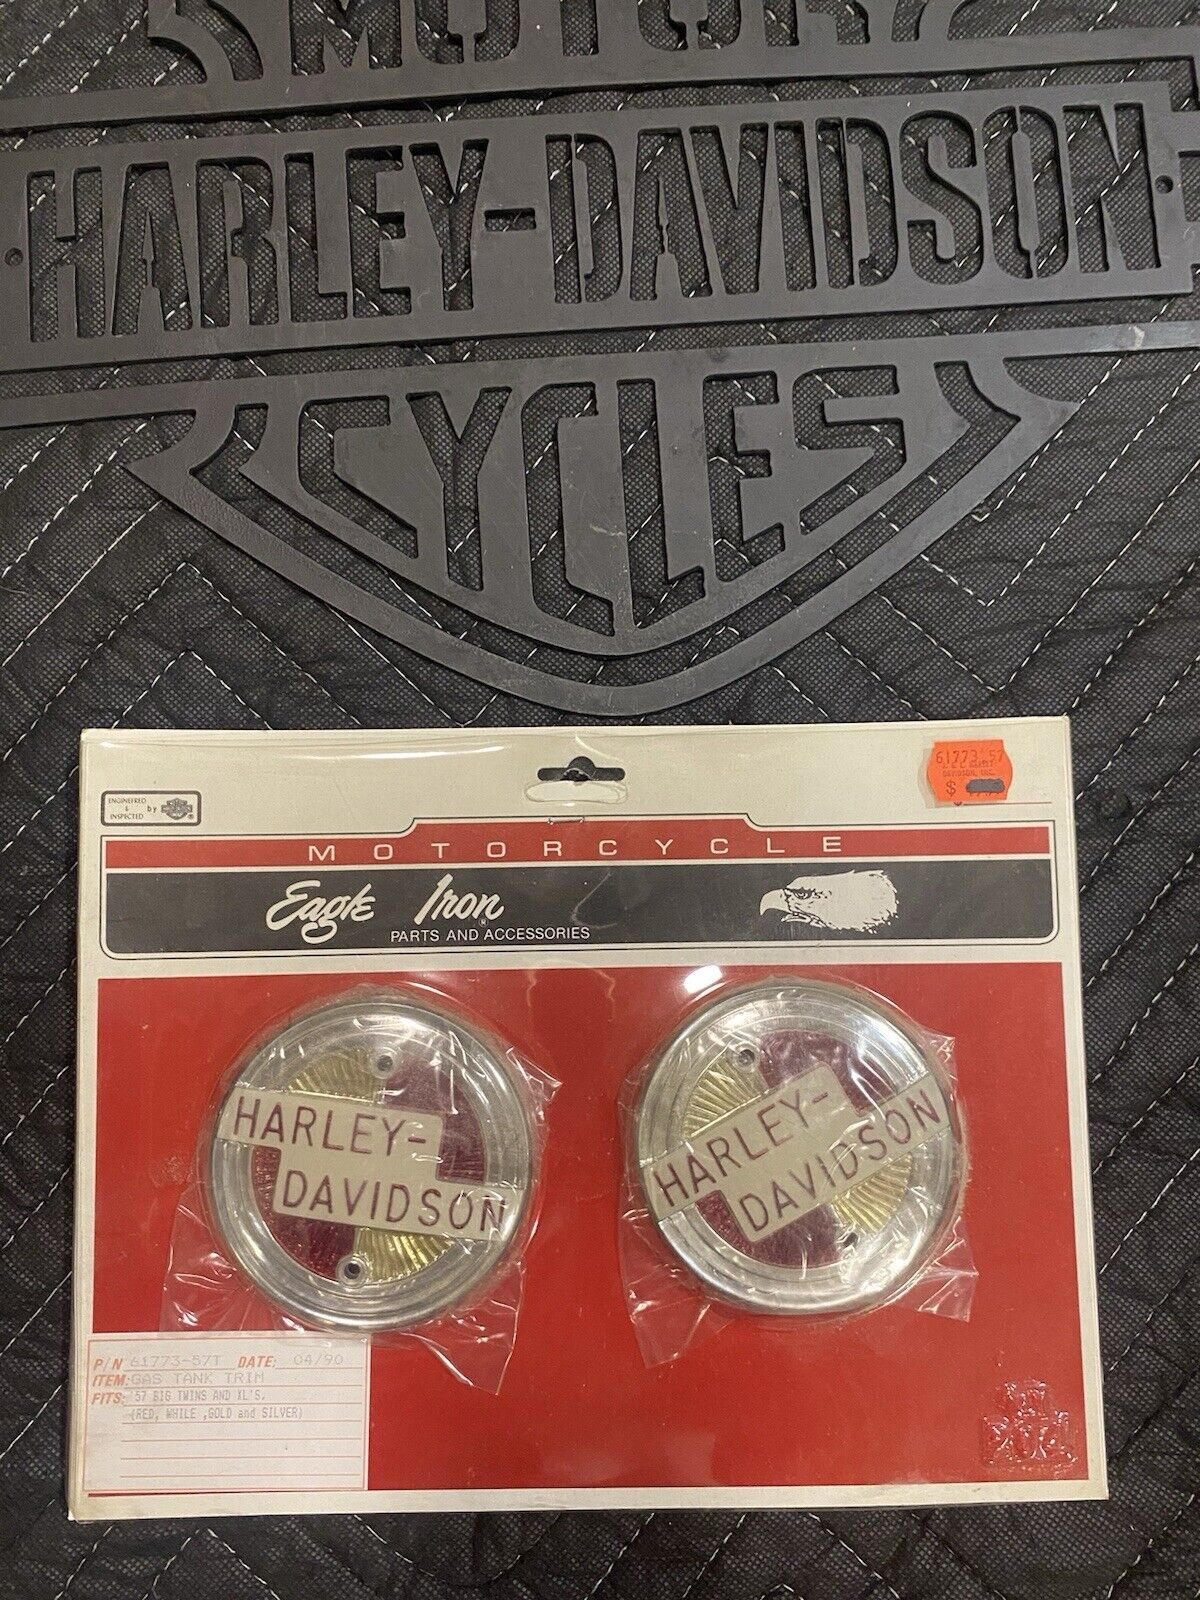 MOTOR
HARLEY-DAVIDSON
CYCLES
61773 57
DAVIDSON, INC.
$
ENGINEERED
&
INSPECTED
by
®
MOTORCYCLE
Eagle Iron
PARTS AND ACCESSORIES
HARLEY-
DAVIDSON
HARLEY-
DAVIDSON
P/N 61773-57T DATE: 04/90
ITEM: GAS TANK TRIM
FITS: '57 BIG TWINS AND XL'S.
(RED, WHILE ,GOLD and SILVER)